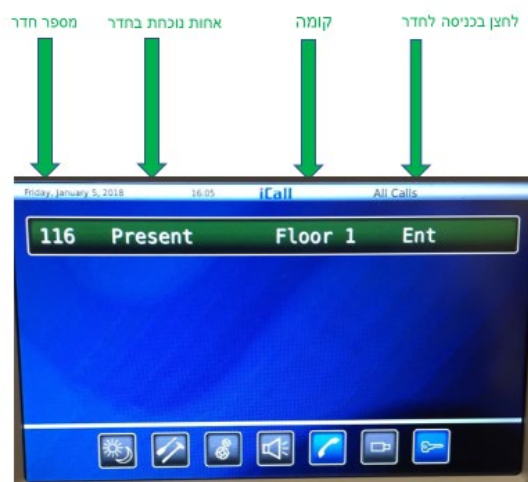 מספר חדר
אחות נוכחת בחדר
קומה
לחצן בכניסה לחדר
Friday, January 5, 2018 16:05 iCall All Calls
116 Present Floor 1 Ent